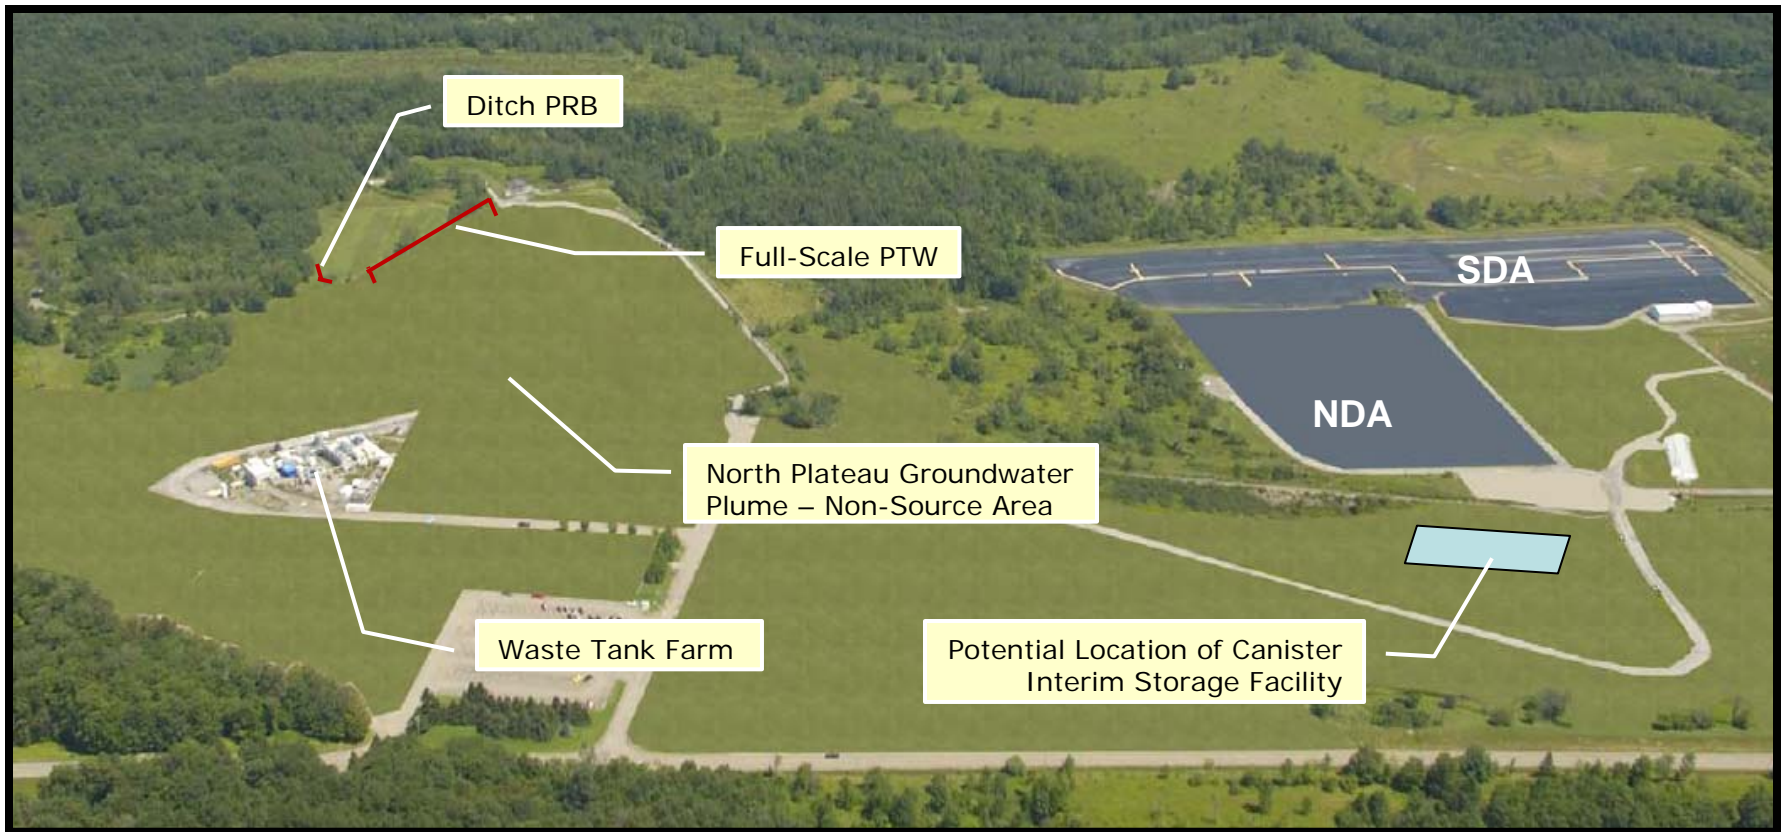 Ditch PRB
Full-Scale PTW
SDA
NDA
North Plateau Groundwater
Plume – Non-Source Area
Waste Tank Farm
Potential Location of Canister
Interim Storage Facility